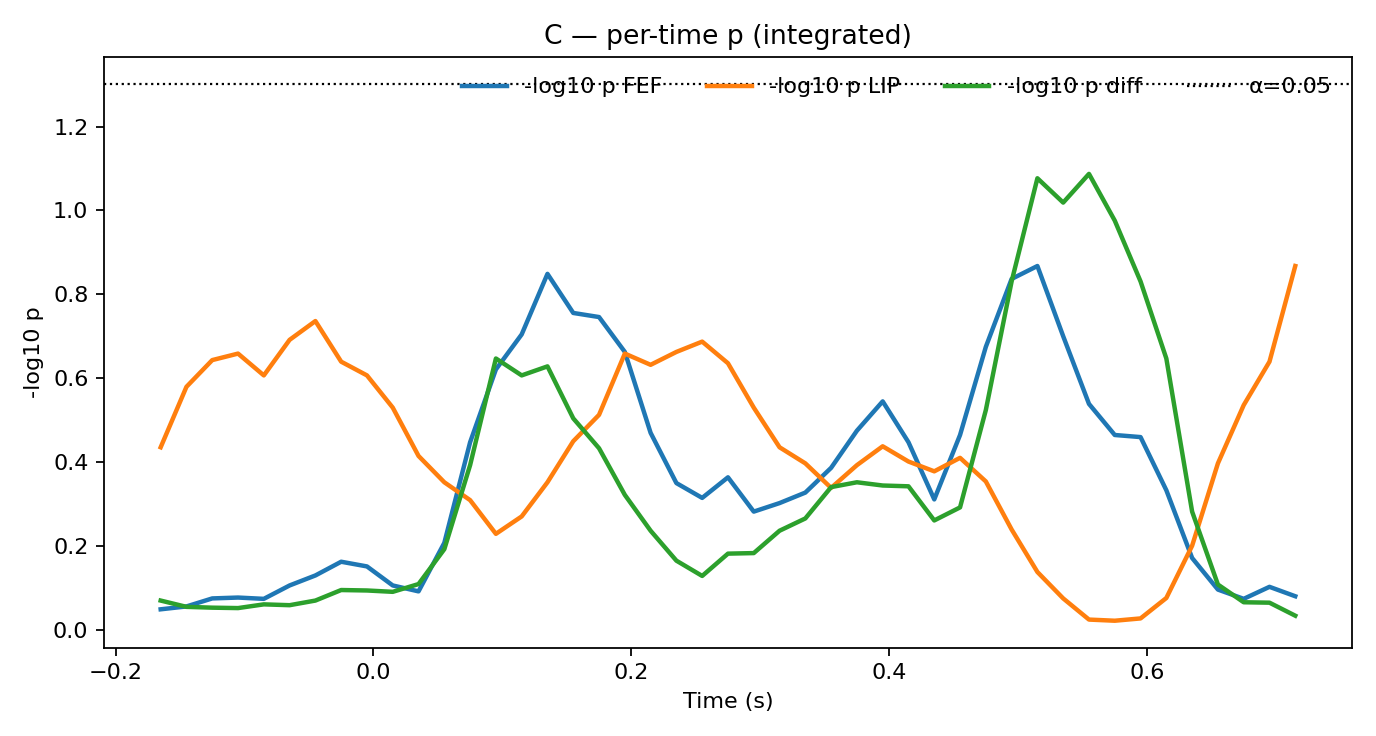 C — per-time p (integrated)
-log10 p FEF
-log10 p LIP
-log10 p diff
α=0.05
1.2
1.0
0.8
0.6
0.4
0.2
0.0
-log10 p
−0.2
0.0
0.2
0.4
0.6
Time (s)